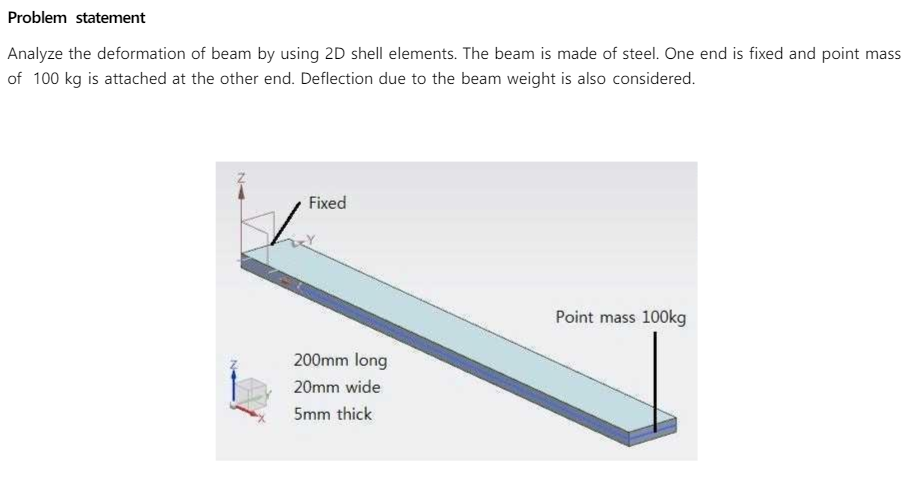 Problem statement
Analyze the deformation of beam by using 2D shell elements. The beam is made of steel. One end is fixed and point mass
of 100 kg is attached at the other end. Deflection due to the beam weight is also considered.
Z
Fixed
Y
Point mass 100kg
200mm long
20mm wide
5mm thick
Z
Y
X